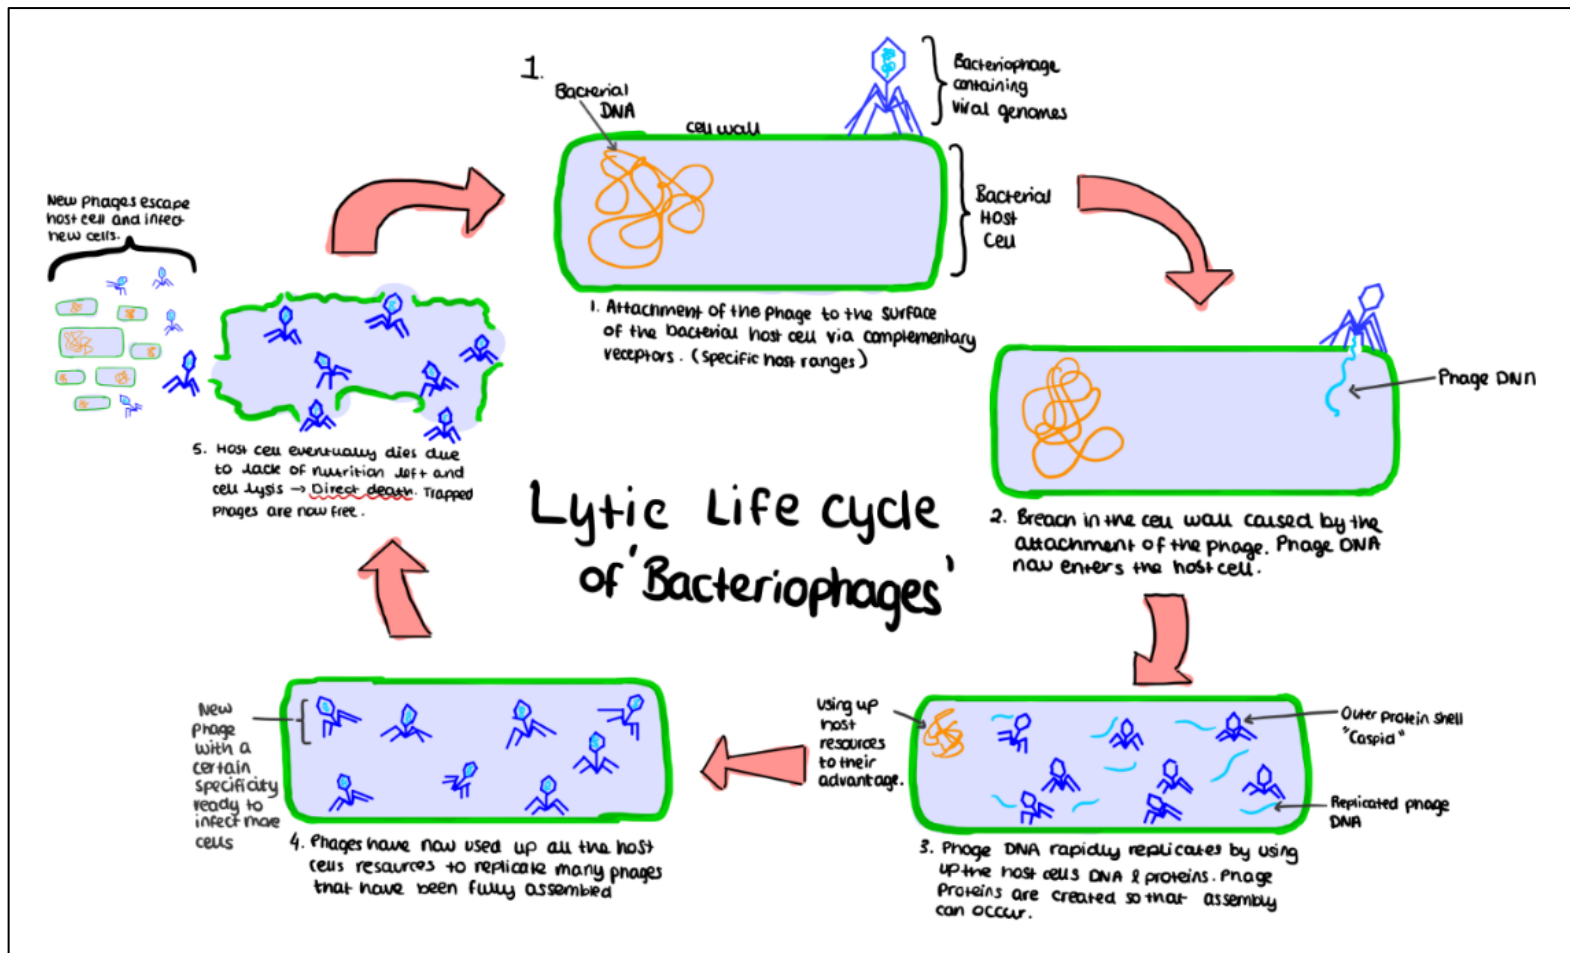 Lytic Life cycle
of 'Bacteriophages'
1.
Bacterial
DNA
cell wall
Bacteriophage
containing
viral genomes
Bacterial
Host
Cell
1. Attachment of the phage to the surface
of the bacterial host cell via complementary
receptors. (specific host ranges)
Phage DNA
2. Breach in the cell wall caused by the
attachment of the phage. Phage DNA
now enters the host cell.
using up
host
resources
to their
advantage.
Outer protein shell
"Caspid"
Replicated phage
DNA
3. Phage DNA rapidly replicates by using
up the host cells DNA & proteins. Phage
Proteins are created so that assembly
can occur.
New
Phage
with a
certain
specificity
ready to
infect more
cells
4. Phages have now used up all the host
cells resources to replicate many phages
that have been fully assembled
5. Host cell eventually dies due
to lack of nutrition left and
cell lysis → Direct death. Trapped
Phages are now free.
New phages escape
host cell and infect
new cells.